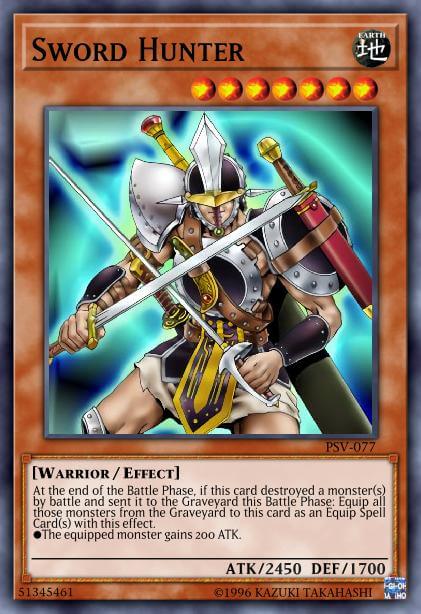 SWORD HUNTER
EARTH
地
PSV-077
[WARRIOR / EFFECT]
At the end of the Battle Phase, if this card destroyed a monster(s)
by battle and sent it to the Graveyard this Battle Phase: Equip all
those monsters from the Graveyard to this card as an Equip Spell
Card(s) with this effect.
●The equipped monster gains 200 ATK.
ATK/2450 DEF/1700
51345461
©1996 KAZUKI TAKAHASHI